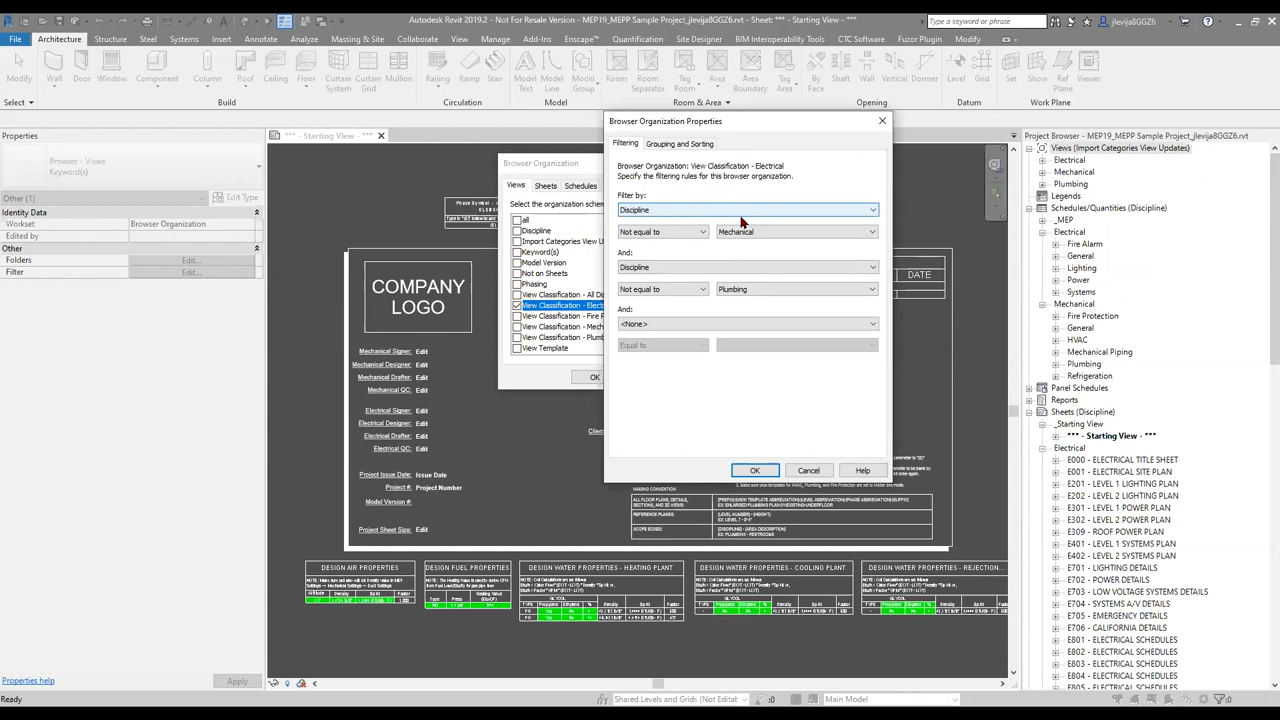 Autodesk Revit 2019.2 - Not For Resale Version - MEP19_MEPP Sample Project_jlevija8GGZ6.rvt - Sheet: *** - Starting View - ***
Type a keyword or phrase
jlevija8GGZ6
File Architecture Structure Steel Systems Insert Annotate Analyze Massing & Site Collaborate View Manage Add-Ins Enscape™ Quantification Site Designer BIM Interoperability Tools CTC Software Fuzor Plugin Modify
Modify Wall Door Window Component Column Roof Ceiling Floor Curtain System Curtain Grid Mullion Railing Ramp Stair Model Text Model Line Model Group Room Room Separator Tag Room Area Area Boundary Tag Area By Face Shaft Wall Vertical Dormer Level Grid Set Show Ref Plane Viewer
Select Build Circulation Model Room & Area Opening Datum Work Plane
Properties
Browser - Views
Keyword(s)
Other (1)
Edit Type
Identity Data
Workset Browser Organization
Edited by
Other
Folders Edit...
Filter Edit...
Properties help
Apply
*** - Starting View - ***
COMPANY
LOGO
Mechanical Signer: Edit
Mechanical Designer: Edit
Mechanical Drafter: Edit
Mechanical QC: Edit
Electrical Signer: Edit
Electrical Designer: Edit
Electrical Drafter: Edit
Electrical QC: Edit
Project Issue Date: Issue Date
Project #: Project Number
Model Version #:
Project Sheet Size: Edit
DATE
Browser Organization
Views Sheets Schedules
all
Discipline
Import Categories View U
Keyword(s)
Model Version
Not on Sheets
Phasing
View Classification - All Di
View Classification - Elect
View Classification - Fire P
View Classification - Mech
View Classification - Plumb
View Template
OK
Browser Organization Properties
Filtering Grouping and Sorting
Browser Organization: View Classification - Electrical
Specify the filtering rules for this browser organization.
Filter by:
Discipline
Not equal to Mechanical
And:
Discipline
Not equal to Plumbing
And:
<None>
Equal to
OK Cancel Help
NAMING CONVENTION
REFERENCE PLANES:
SCOPE BOXES:
DESIGN AIR PROPERTIES
DESIGN FUEL PROPERTIES
DESIGN WATER PROPERTIES - HEATING PLANT
DESIGN WATER PROPERTIES - COOLING PLANT
DESIGN WATER PROPERTIES - REJECTION...
Project Browser - MEP19_MEPP Sample Project_jlevija8GGZ6.rvt
Views (Import Categories View Updates)
Electrical
Mechanical
Plumbing
Legends
Schedules/Quantities (Discipline)
_MEP
Electrical
Fire Alarm
General
Lighting
Power
Systems
Mechanical
Fire Protection
General
HVAC
Mechanical Piping
Plumbing
Refrigeration
Panel Schedules
Reports
Sheets (Discipline)
_Starting View
*** - Starting View - ***
Electrical
E000 - ELECTRICAL TITLE SHEET
E001 - ELECTRICAL SITE PLAN
E201 - LEVEL 1 LIGHTING PLAN
E202 - LEVEL 2 LIGHTING PLAN
E301 - LEVEL 1 POWER PLAN
E302 - LEVEL 2 POWER PLAN
E309 - ROOF POWER PLAN
E401 - LEVEL 1 SYSTEMS PLAN
E402 - LEVEL 2 SYSTEMS PLAN
E701 - LIGHTING DETAILS
E702 - POWER DETAILS
E703 - LOW VOLTAGE SYSTEMS DETAILS
E704 - SYSTEMS A/V DETAILS
E705 - EMERGENCY DETAILS
E706 - CALIFORNIA DETAILS
E801 - ELECTRICAL SCHEDULES
E802 - ELECTRICAL SCHEDULES
E803 - ELECTRICAL SCHEDULES
E804 - ELECTRICAL SCHEDULES
E805 - ELECTRICAL SCHEDULES
Ready
Shared Levels and Grids (Not Editab
:0
Main Model
:0